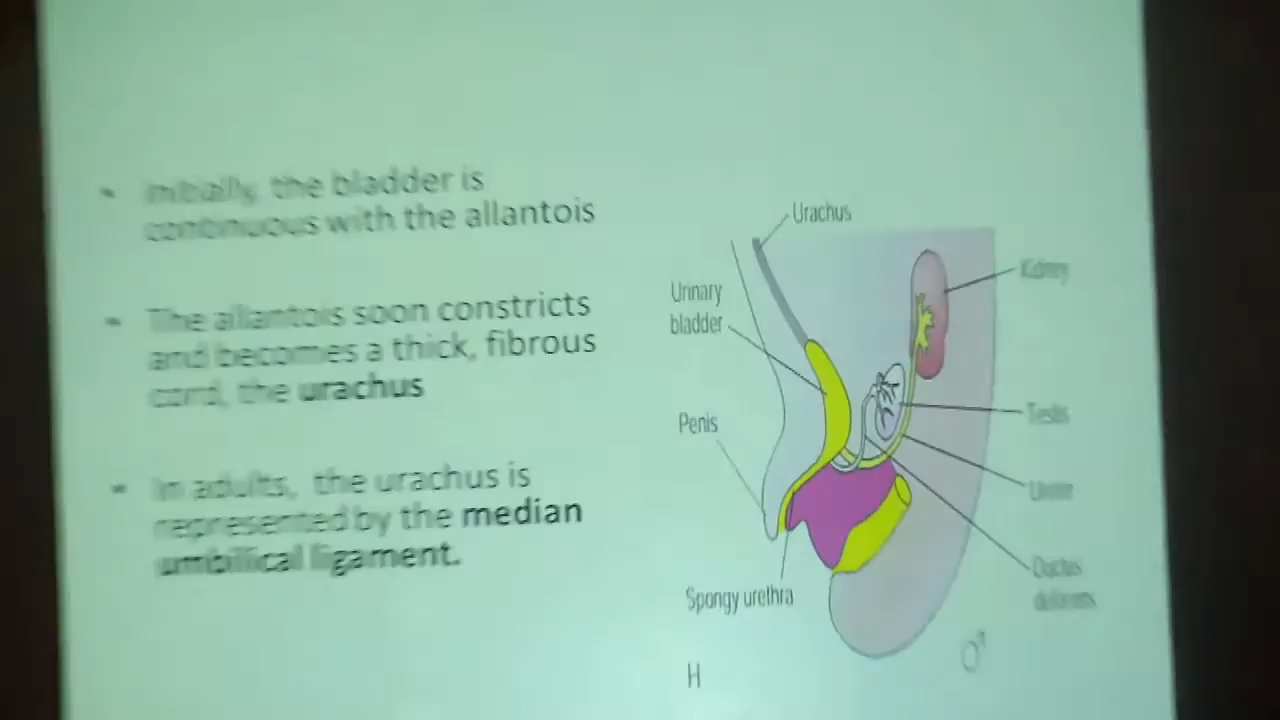 Initially, the bladder is
continuous with the allantois
The allantois soon constricts
and becomes a thick, fibrous
cord, the urachus
In adults, the urachus is
represented by the median
umbilical ligament.
Urachus
Urinary
bladder
Kidney
Penis
Testis
Ureter
Ductus
deferens
Spongy urethra
H